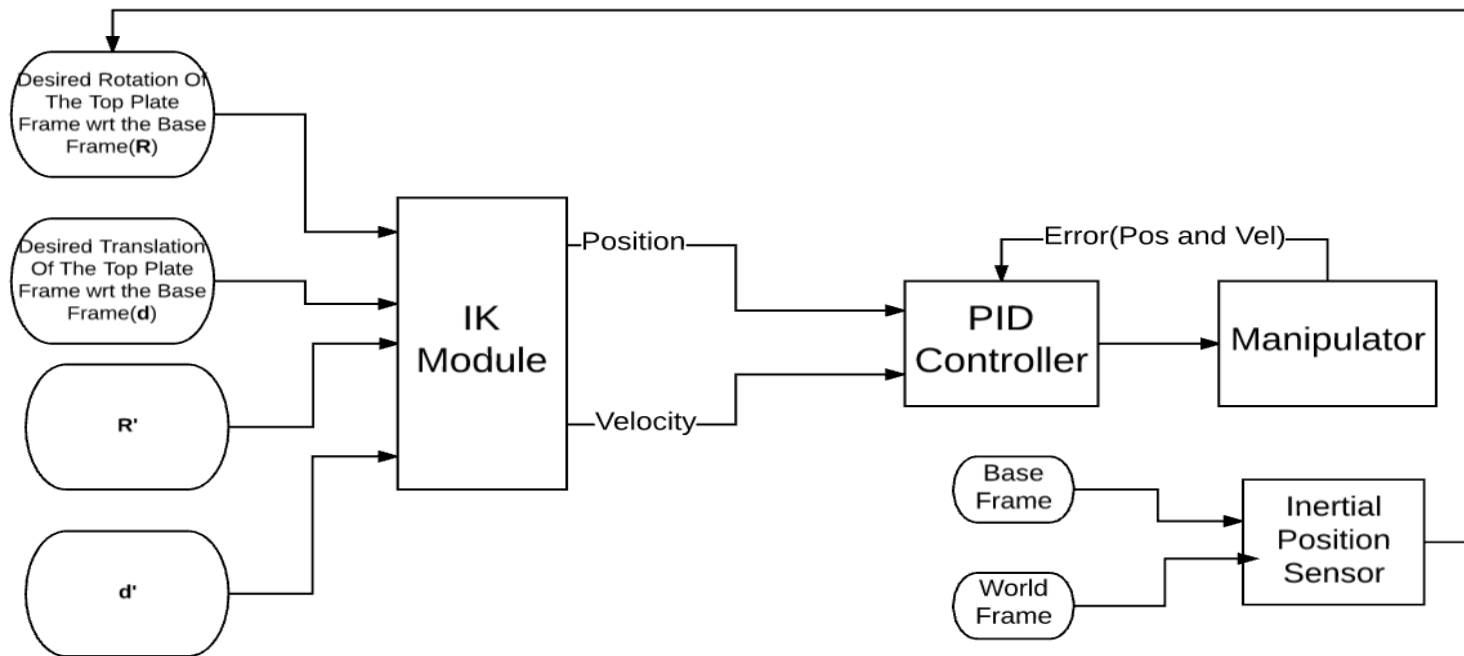 Desired Rotation Of
The Top Plate
Frame wrt the Base
Frame(R)
Desired Translation
Of The Top Plate
Frame wrt the Base
Frame(d)
R'
d'
IK
Module
Position
Velocity
Error(Pos and Vel)
PID
Controller
Manipulator
Base
Frame
World
Frame
Inertial
Position
Sensor